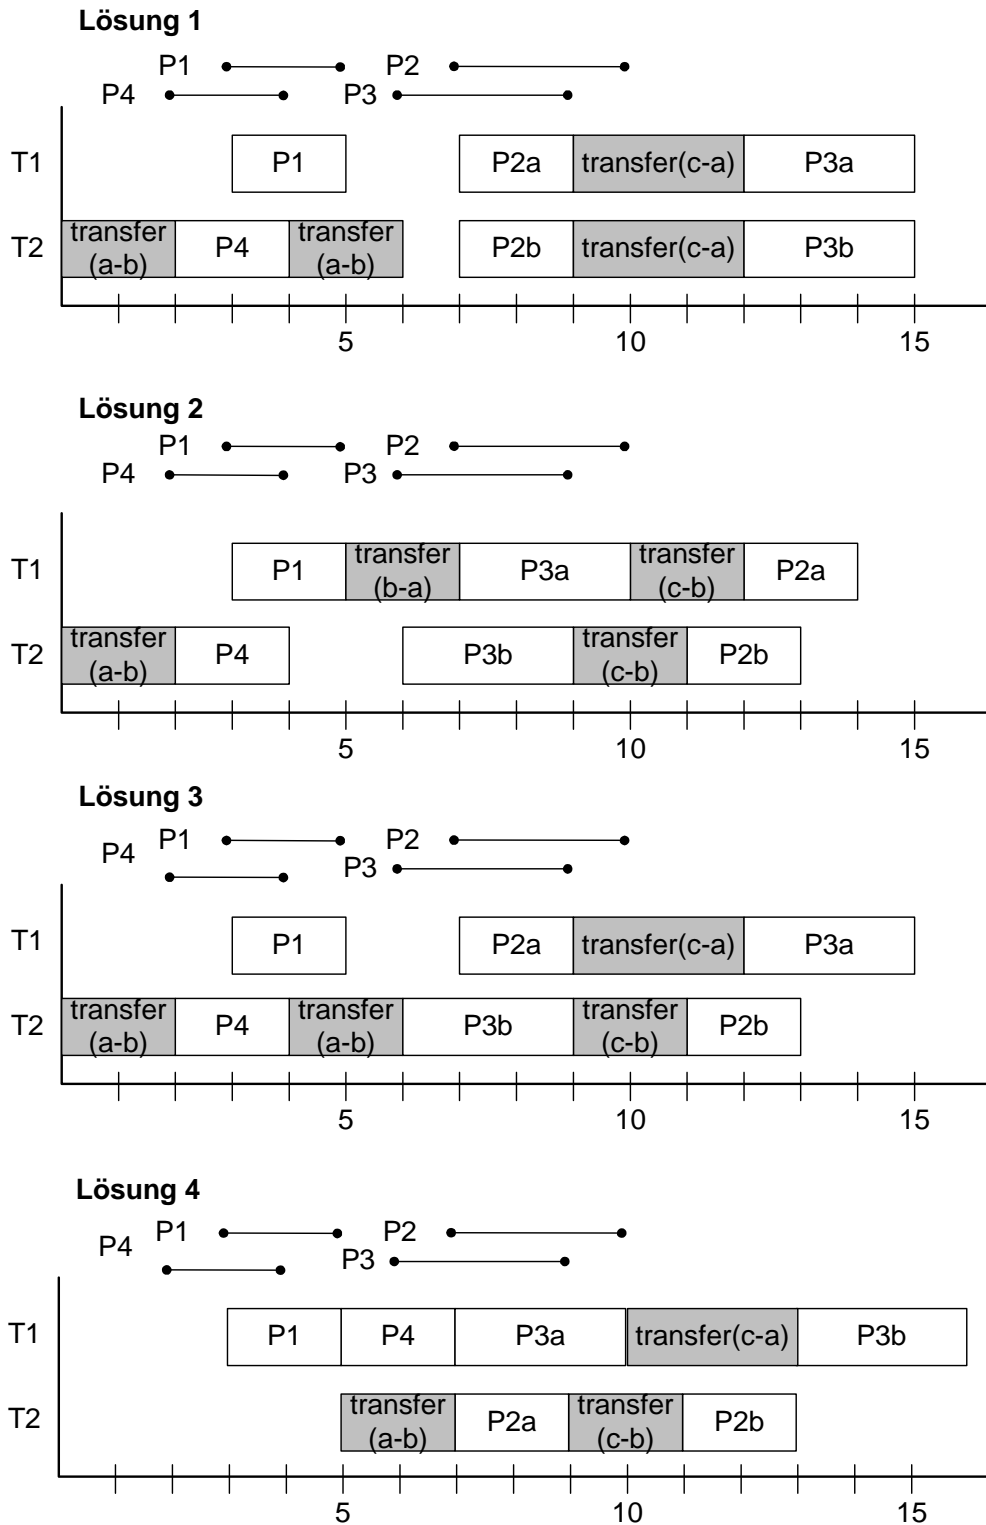 Lösung 1
P1 P2
P4 P3
T1 P1 P2a transfer(c-a) P3a
T2 transfer (a-b) P4 transfer (a-b) P2b transfer(c-a) P3b
5 10 15
Lösung 2
P1 P2
P4 P3
T1 P1 transfer (b-a) P3a transfer (c-b) P2a
T2 transfer (a-b) P4 P3b transfer (c-b) P2b
5 10 15
Lösung 3
P1 P2
P4 P3
T1 P1 P2a transfer(c-a) P3a
T2 transfer (a-b) P4 transfer (a-b) P3b transfer (c-b) P2b
5 10 15
Lösung 4
P1 P2
P4 P3
T1 P1 P4 P3a transfer(c-a) P3b
T2 transfer (a-b) P2a transfer (c-b) P2b
5 10 15